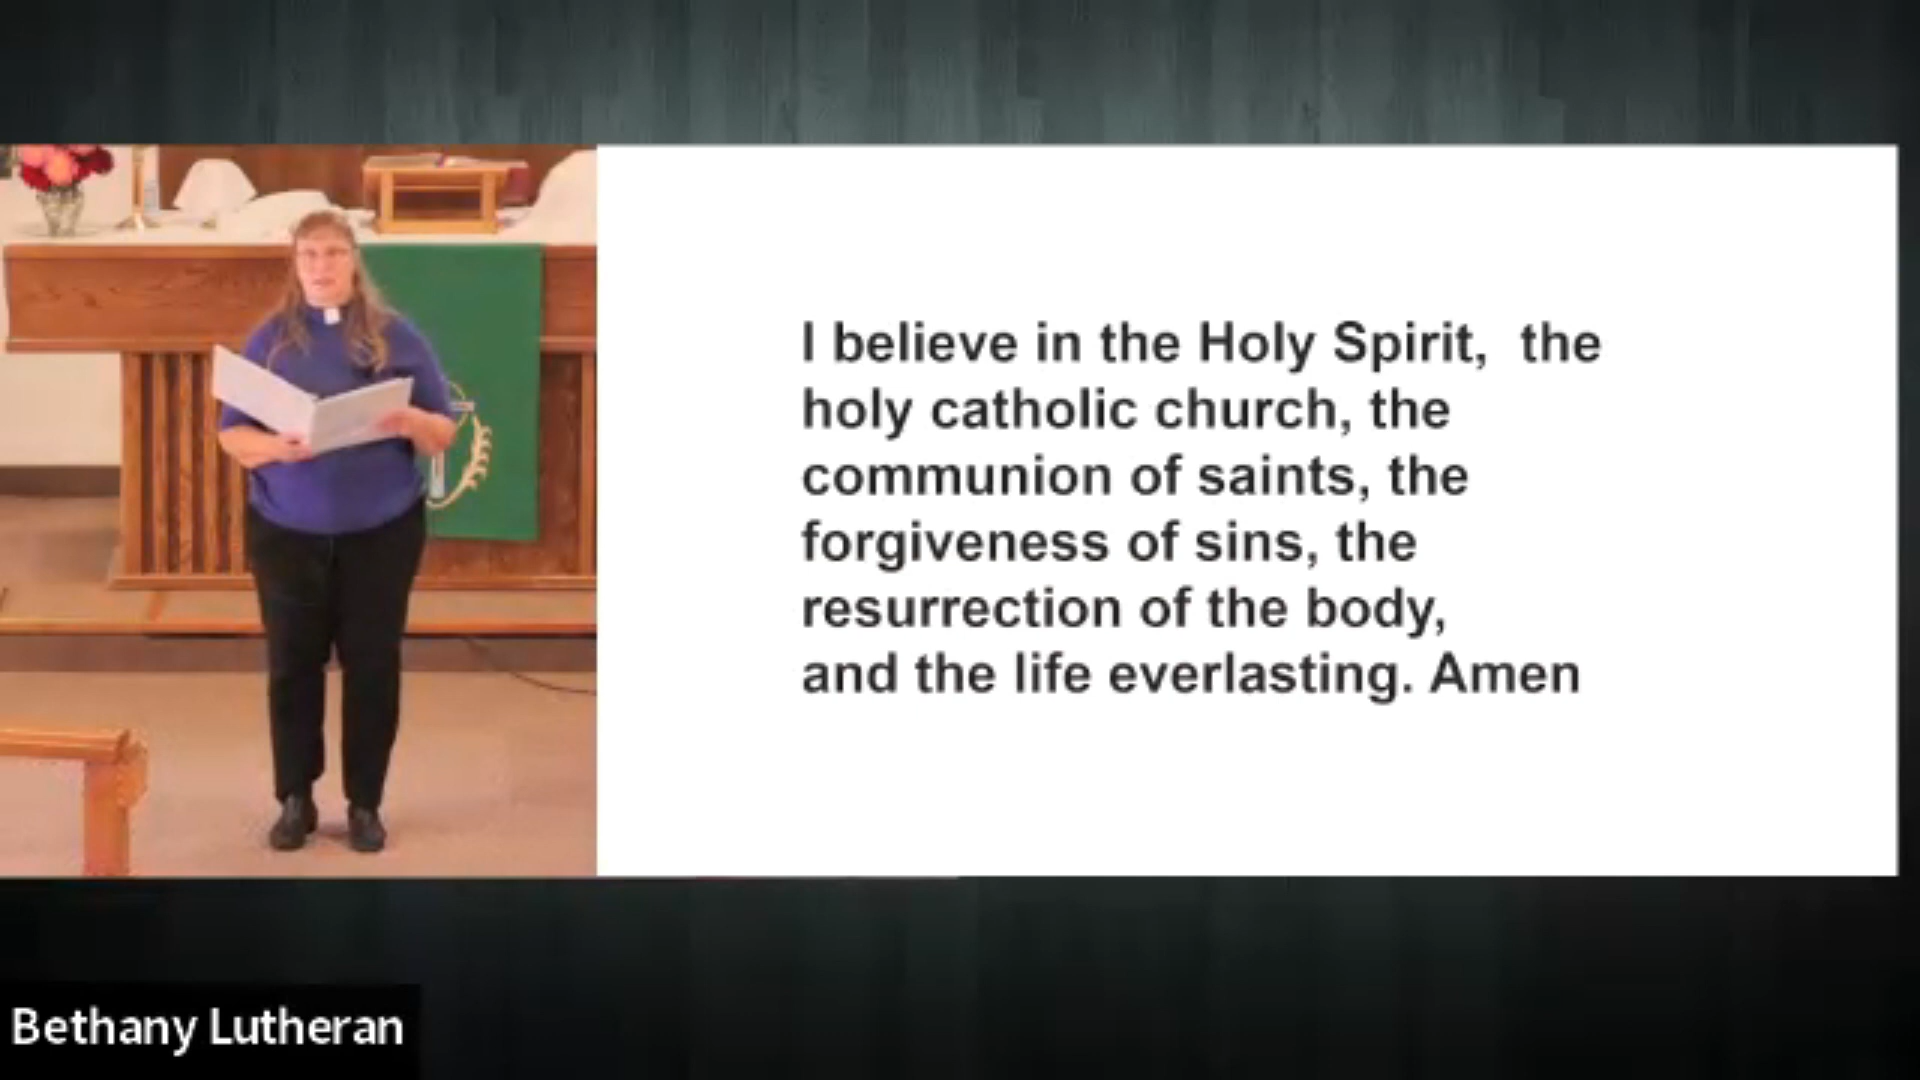 I believe in the Holy Spirit,  the
holy catholic church, the
communion of saints, the
forgiveness of sins, the
resurrection of the body,
and the life everlasting. Amen
Bethany Lutheran